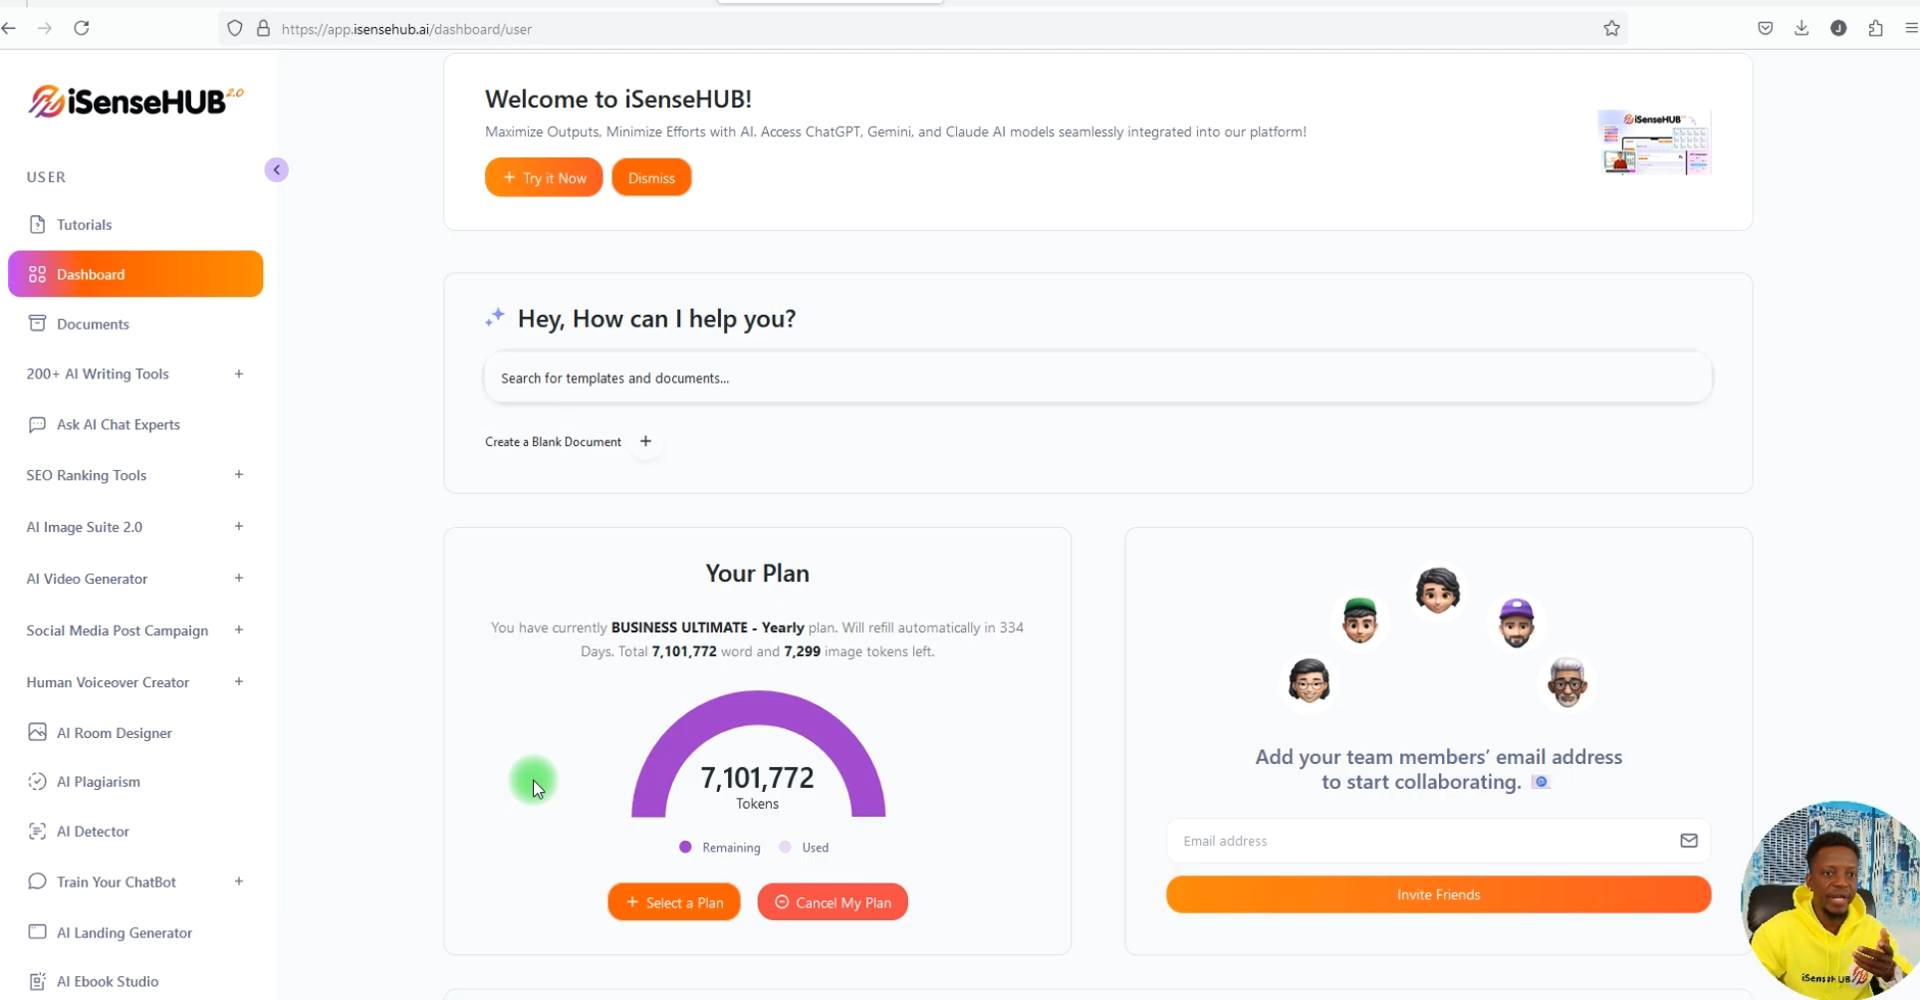 https://app.isensehub.ai/dashboard/user
J
iSenseHUB 2.0
USER
Tutorials
Dashboard
Documents
200+ AI Writing Tools +
Ask AI Chat Experts
SEO Ranking Tools +
AI Image Suite 2.0 +
AI Video Generator +
Social Media Post Campaign +
Human Voiceover Creator +
AI Room Designer
AI Plagiarism
AI Detector
Train Your ChatBot +
AI Landing Generator
AI Ebook Studio
Welcome to iSenseHUB!
Maximize Outputs, Minimize Efforts with AI. Access ChatGPT, Gemini, and Claude AI models seamlessly integrated into our platform!
+ Try it Now
Dismiss
iSenseHUB
Hey, How can I help you?
Search for templates and documents...
Create a Blank Document +
Your Plan
You have currently BUSINESS ULTIMATE - Yearly plan. Will refill automatically in 334
Days. Total 7,101,772 word and 7,299 image tokens left.
7,101,772
Tokens
Remaining
Used
+ Select a Plan
Cancel My Plan
Add your team members’ email address
to start collaborating.
Email address
Invite Friends
iSenseHUB